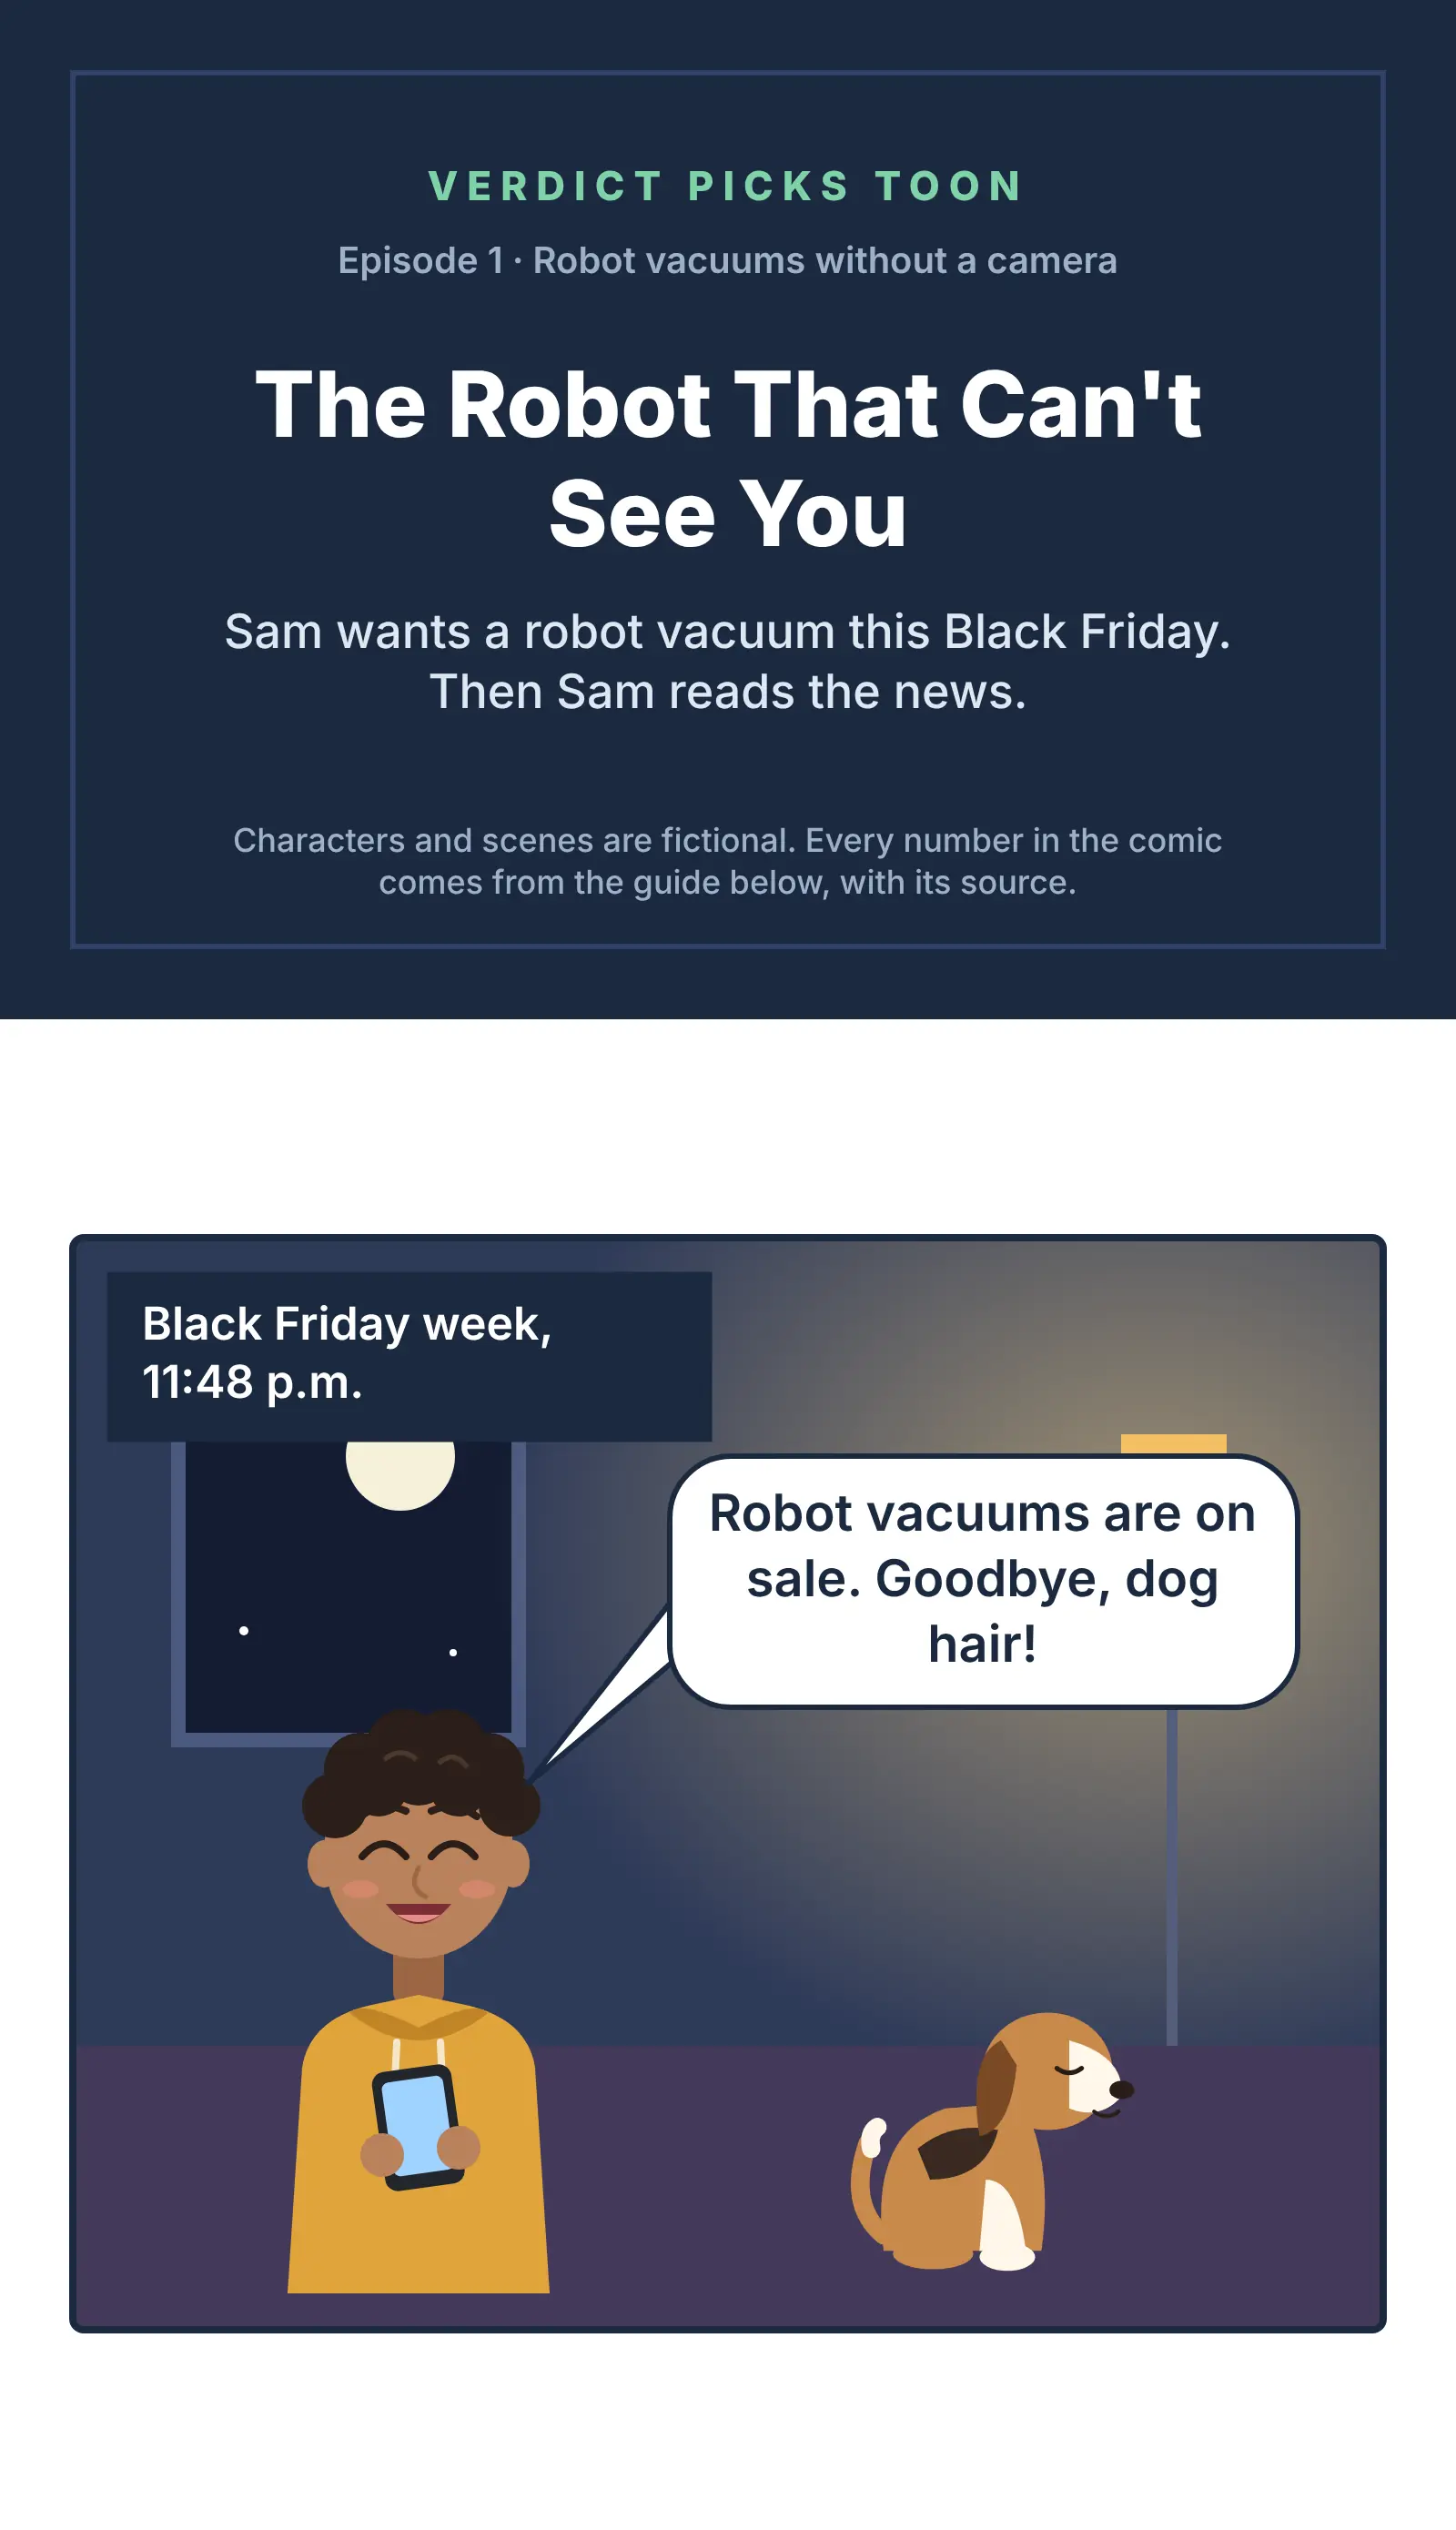 VERDICT PICKS TOON
Episode 1 · Robot vacuums without a camera
The Robot That Can't
See You
Sam wants a robot vacuum this Black Friday.
Then Sam reads the news.
Characters and scenes are fictional. Every number in the comic
comes from the guide below, with its source.
Black Friday week,
11:48 p.m.
Robot vacuums are on
sale. Goodbye, dog
hair!